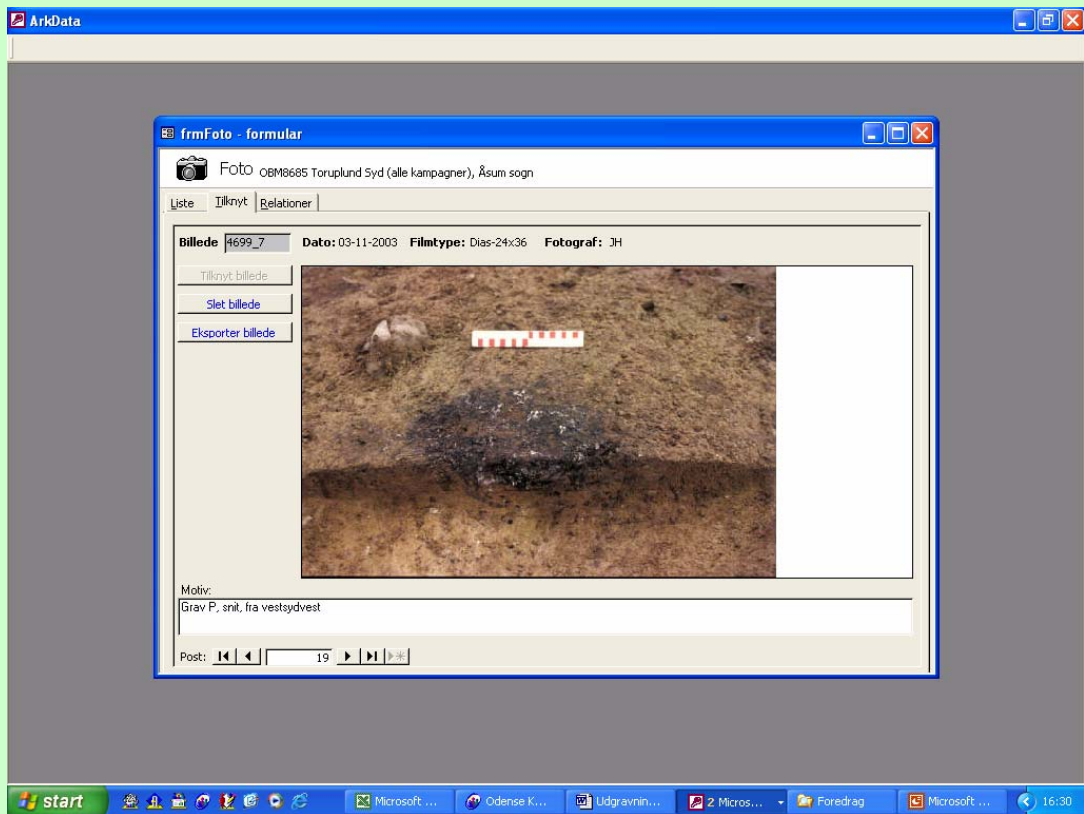 ArkData
frmFoto - formular
Foto OBM8685 Toruplund Syd (alle kampagner), Åsum sogn
Liste Tilknyt Relationer
Billede 4699_7 Dato: 03-11-2003 Filmtype: Dias-24x36 Fotograf: JH
Tilknyt billede
Slet billede
Eksporter billede
Motiv:
Grav P, snit, fra vestsydvest
Post: 19
start Microsoft ... Odense K... Udgravnin... 2 Micros... Foredrag Microsoft ... 16:30